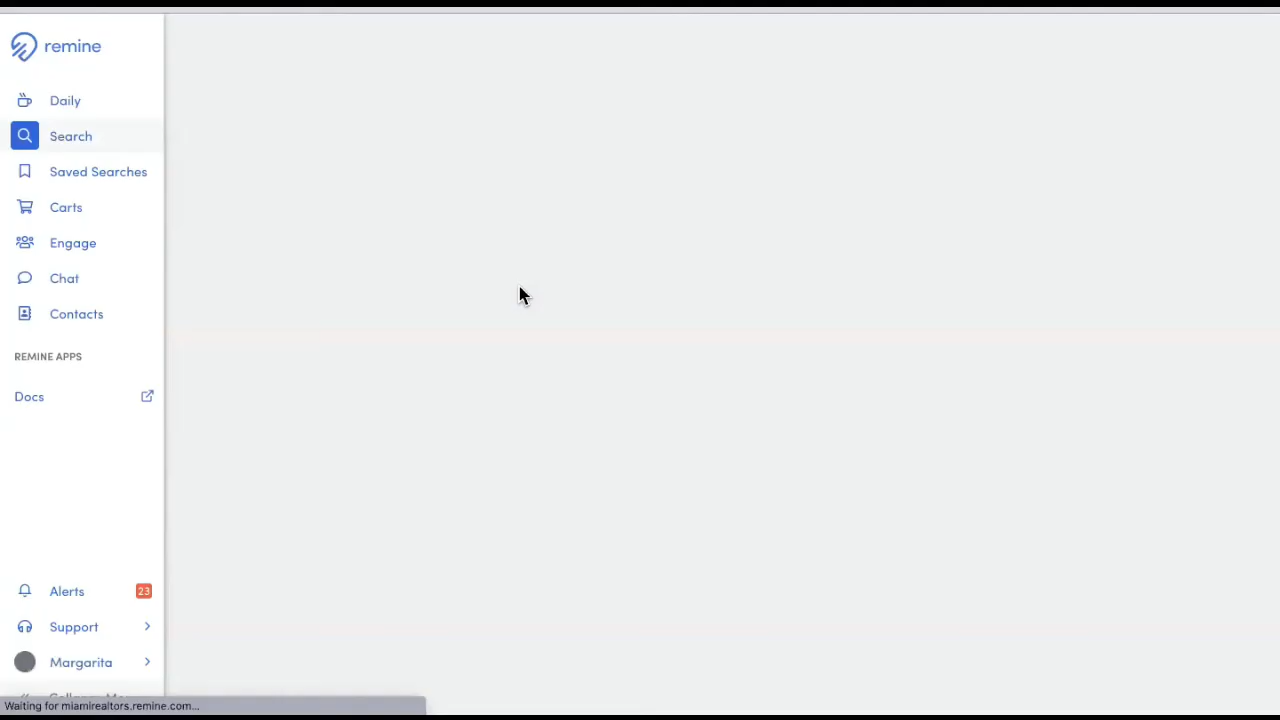 remine
Daily
Search
Saved Searches
Carts
Engage
Chat
Contacts
REMINE APPS
Docs
Alerts 23
Support
Margarita
Waiting for miamirealtors.remine.com...